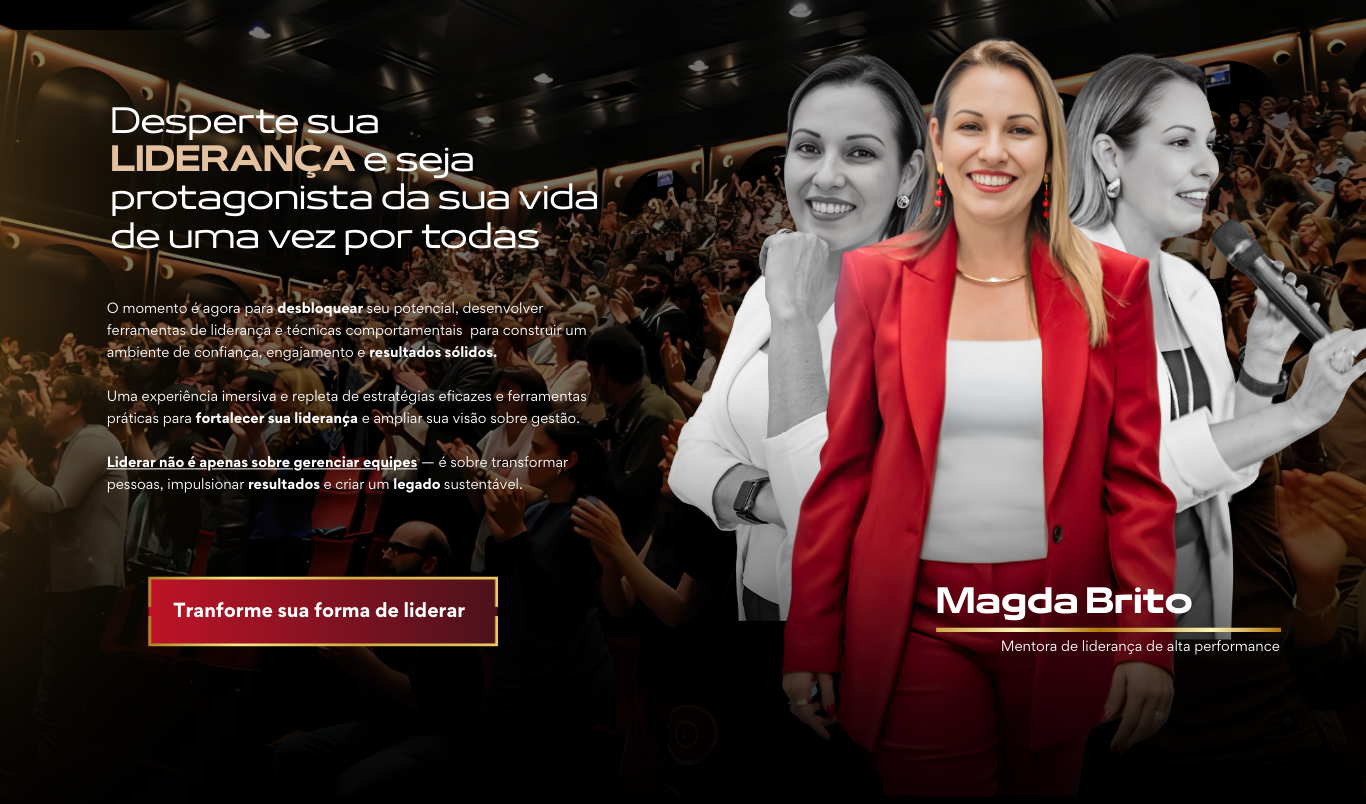 Desperte sua
LIDERANÇA e seja
protagonista da sua vida
de uma vez por todas
O momento é agora para desbloquear seu potencial, desenvolver
ferramentas de liderança e técnicas comportamentais  para construir um
ambiente de confiança, engajamento e resultados sólidos.
Uma experiência imersiva e repleta de estratégias eficazes e ferramentas
práticas para fortalecer sua liderança e ampliar sua visão sobre gestão.
Liderar não é apenas sobre gerenciar equipes — é sobre transformar
pessoas, impulsionar resultados e criar um legado sustentável.
Tranforme sua forma de liderar
Magda Brito
Mentora de liderança de alta performance